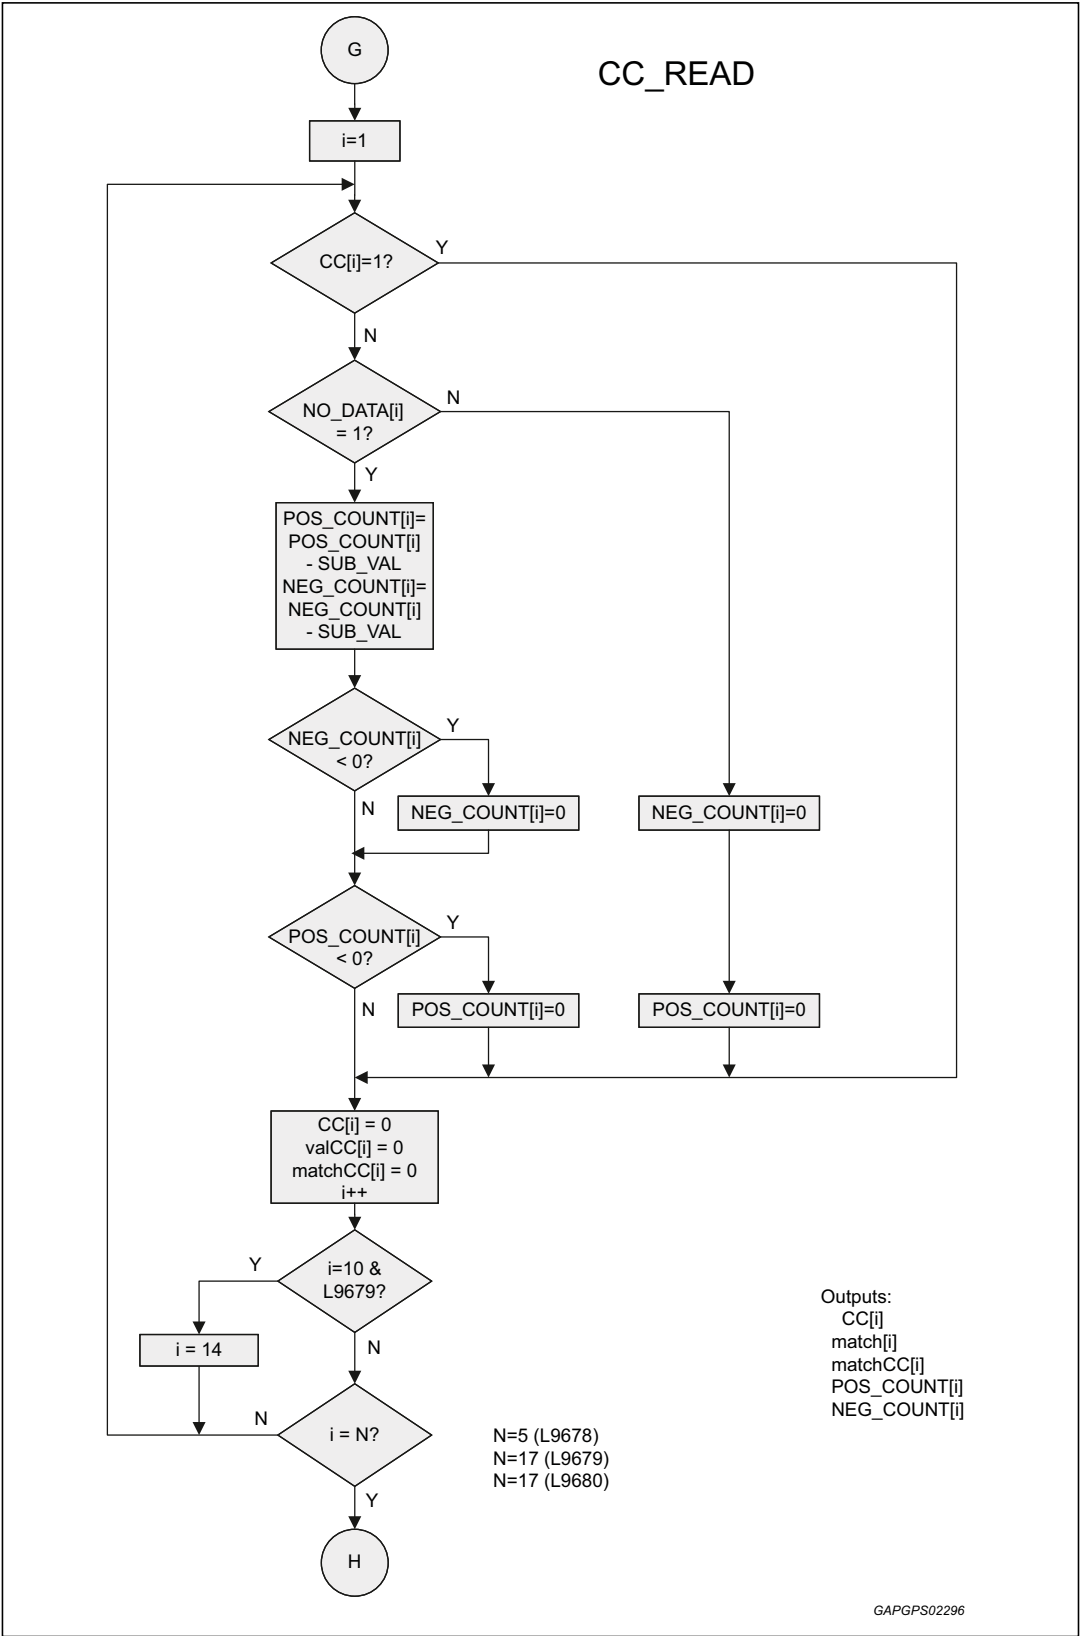 G
CC_READ
i=1
CC[i]=1?
Y
N
NO_DATA[i]
= 1?
N
Y
POS_COUNT[i]=
POS_COUNT[i]
- SUB_VAL
NEG_COUNT[i]=
NEG_COUNT[i]
- SUB_VAL
NEG_COUNT[i]
< 0?
Y
N
NEG_COUNT[i]=0
NEG_COUNT[i]=0
POS_COUNT[i]
< 0?
Y
N
POS_COUNT[i]=0
POS_COUNT[i]=0
CC[i] = 0
valCC[i] = 0
matchCC[i] = 0
i++
i=10 &
L9679?
Y
N
i = 14
i = N?
N
Y
N=5 (L9678)
N=17 (L9679)
N=17 (L9680)
Outputs:
CC[i]
match[i]
matchCC[i]
POS_COUNT[i]
NEG_COUNT[i]
H
GAPGPS02296